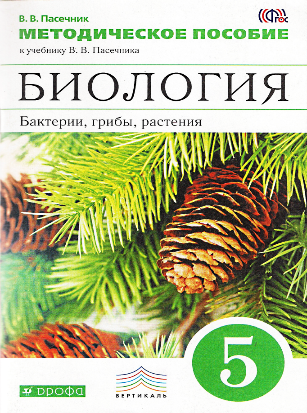 В. В. Пасечник
ФГОС
МЕТОДИЧЕСКОЕ ПОСОБИЕ
к учебнику В. В. Пасечника
БИОЛОГИЯ
Бактерии, грибы, растения
5
дрофа
ВЕРТИКАЛЬ